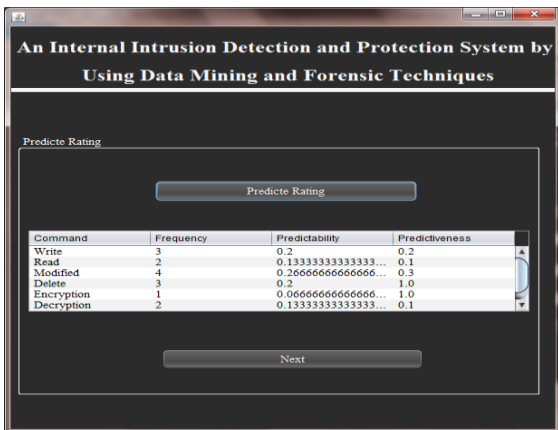 An Internal Intrusion Detection and Protection System by
Using Data Mining and Forensic Techniques
Predicte Rating
Predicte Rating
Command Frequency Predictability Predictiveness
Write 3 0.2 0.2
Read 2 0.13333333333333... 0.1
Modified 4 0.26666666666666... 0.3
Delete 3 0.2 1.0
Encryption 1 0.06666666666666... 1.0
Decryption 2 0.13333333333333... 0.1
Next